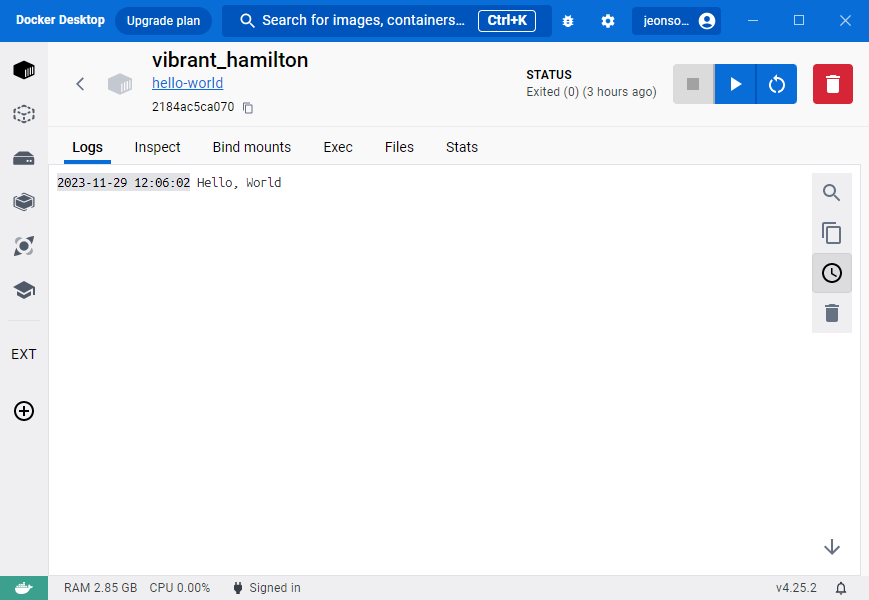 Docker Desktop Upgrade plan Search for images, containers... Ctrl+K jeonso...
vibrant_hamilton
hello-world
2184ac5ca070
STATUS
Exited (0) (3 hours ago)
Logs Inspect Bind mounts Exec Files Stats
2023-11-29 12:06:02 Hello, World
EXT
RAM 2.85 GB CPU 0.00% Signed in v4.25.2